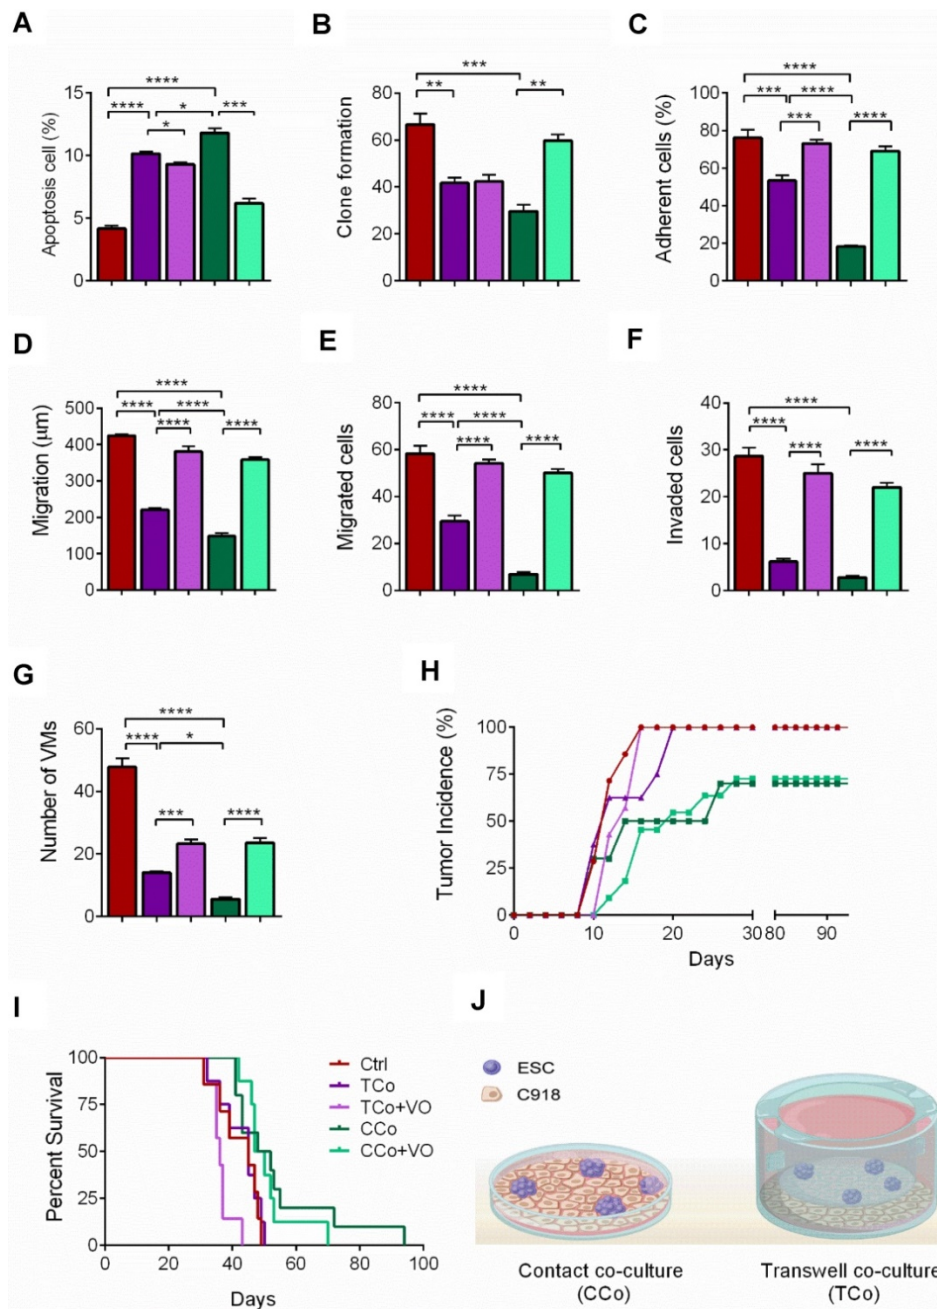 A
Apoptosis cell (%)
15
10
5
0
****
****
*
***
*
B
Clone formation
80
60
40
20
0
***
**
**
C
Adherent cells (%)
100
80
60
40
20
0
****
***
****
***
****
D
Migration (µm)
500
400
300
200
100
0
****
****
****
****
****
E
Migrated cells
80
60
40
20
0
****
****
****
****
****
F
Invaded cells
40
30
20
10
0
****
****
****
****
G
Number of VMs
60
40
20
0
****
****
*
***
****
H
Tumor Incidence (%)
100
75
50
25
0
0 10 20 30 80 90
Days
I
Percent Survival
100
75
50
25
0
0 20 40 60 80 100
Days
Ctrl
TCo
TCo+VO
CCo
CCo+VO
J
ESC
C918
Contact co-culture
(CCo)
Transwell co-culture
(TCo)